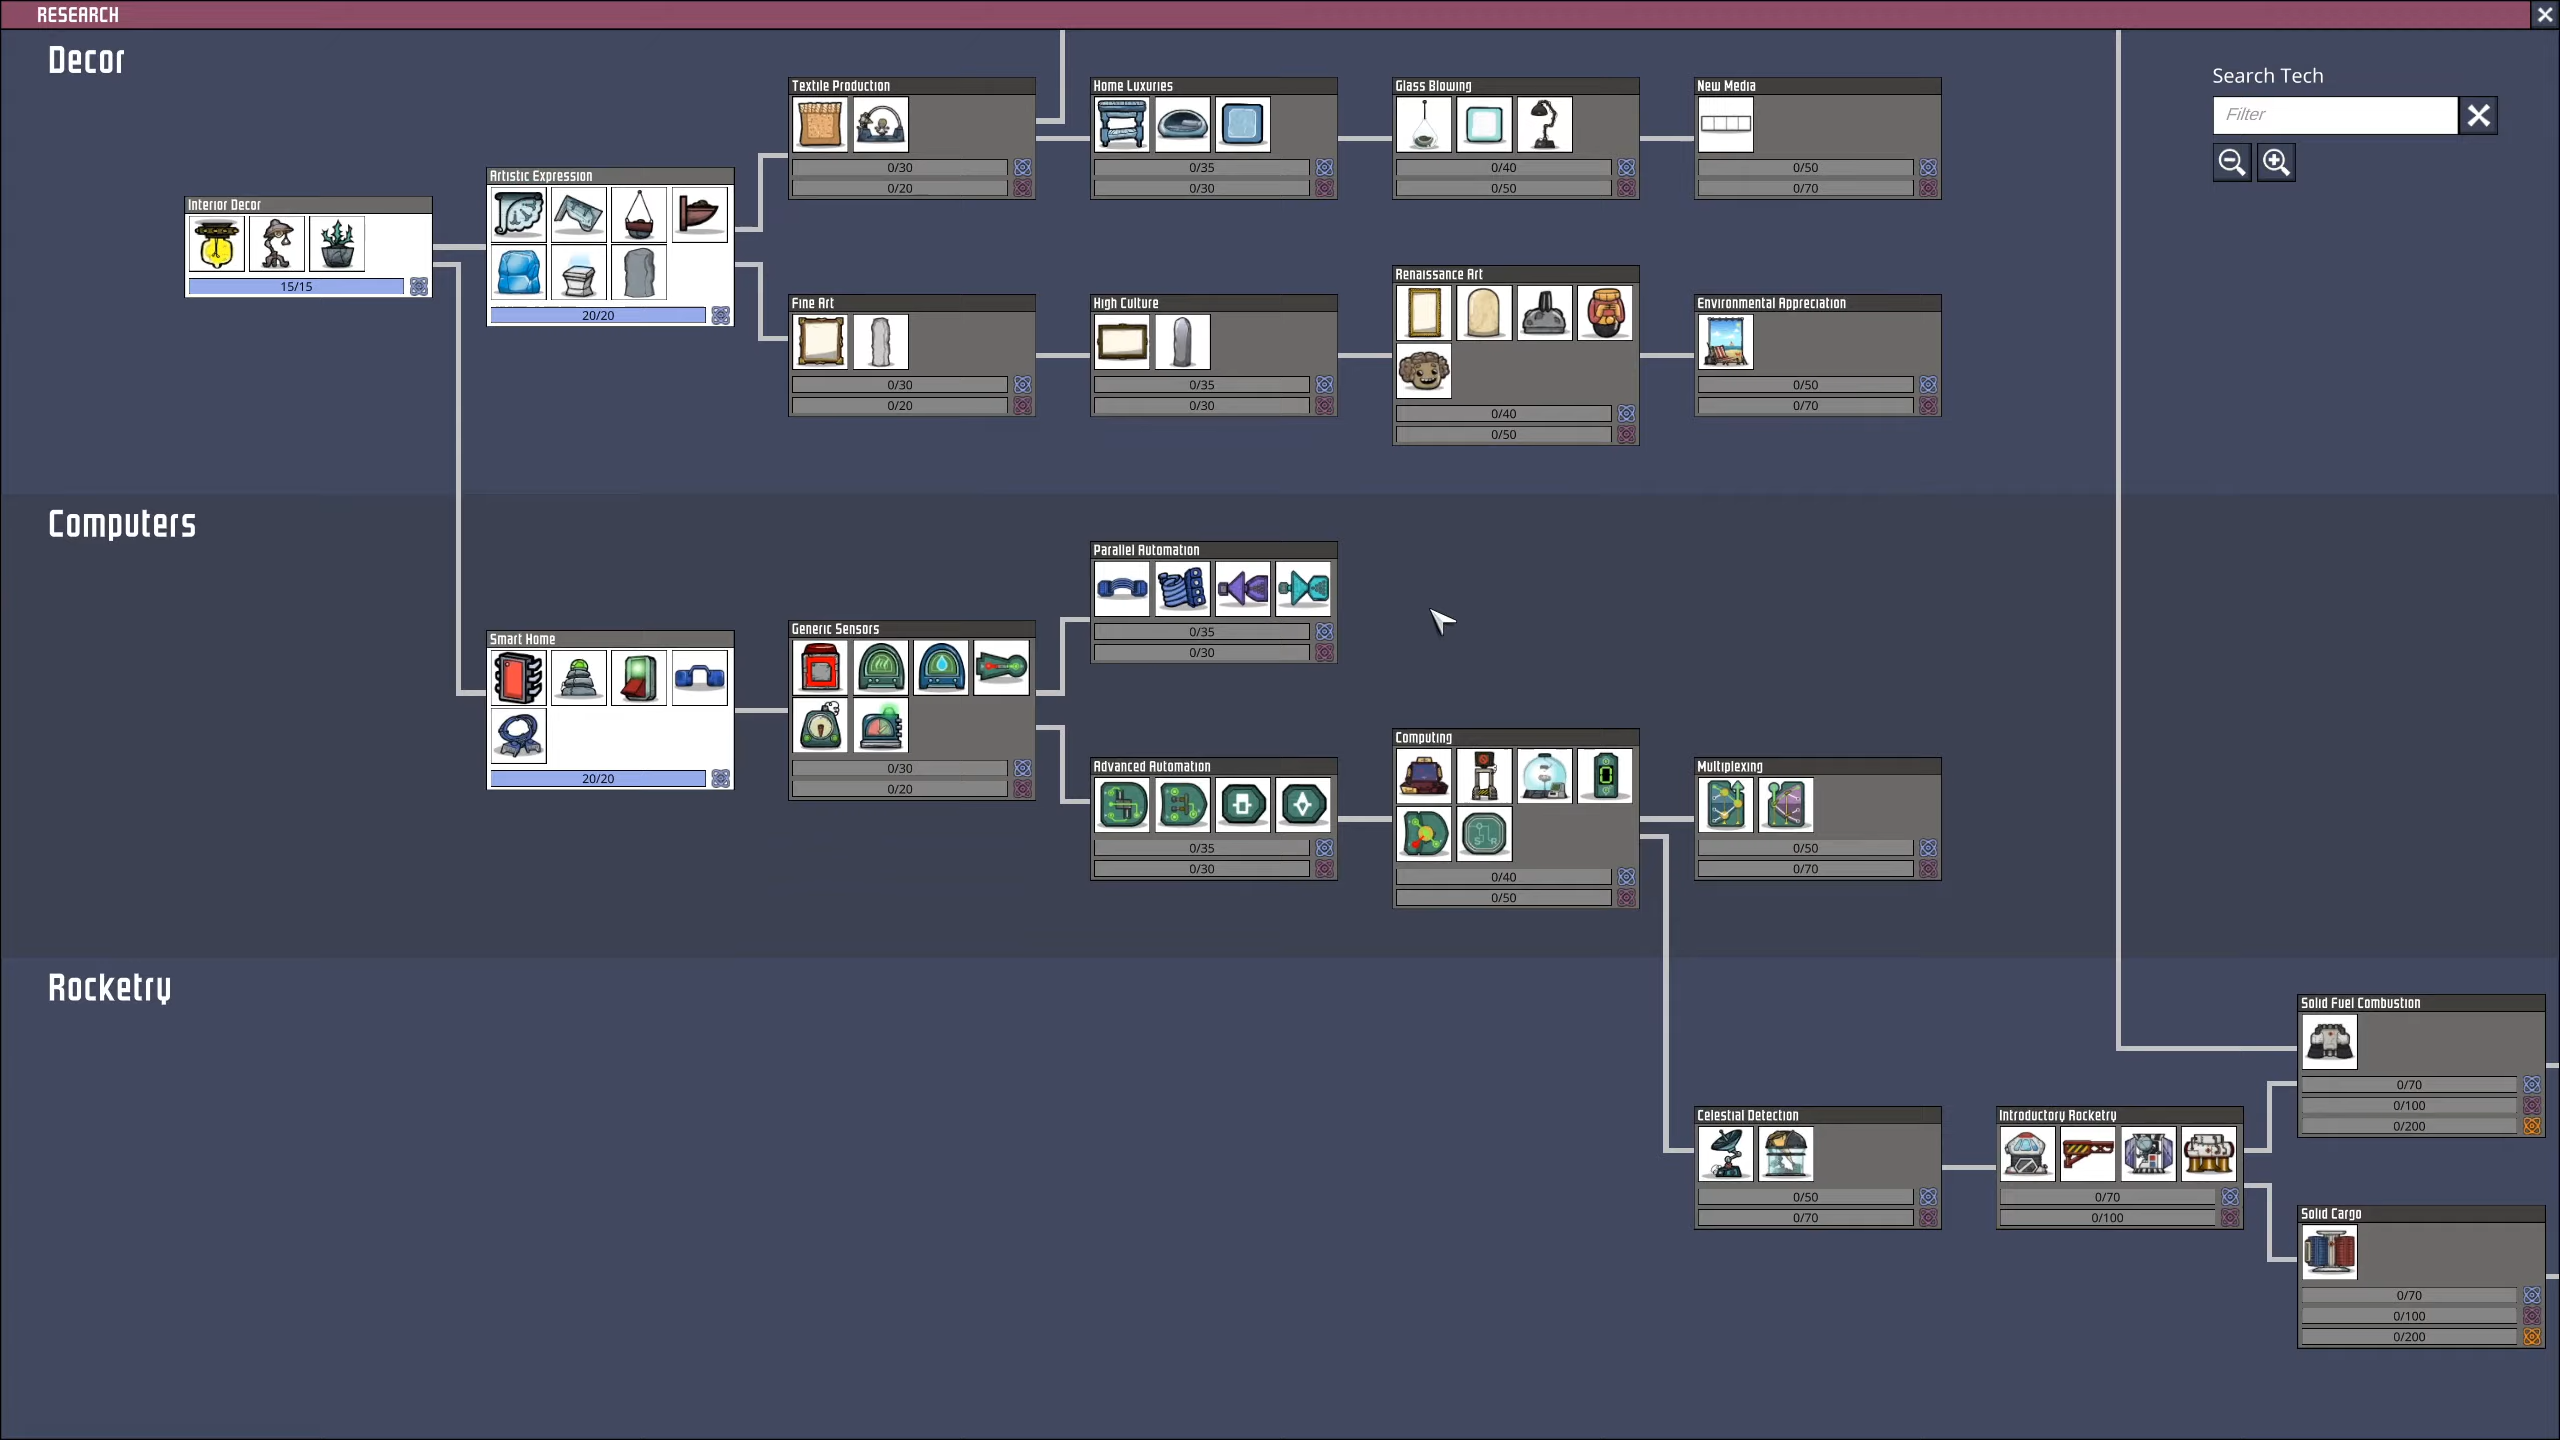 RESEARCH
Decor
Search Tech
Filter
Textile Production
0/30
0/20
Home Luxuries
0/35
0/30
Glass Blowing
0/40
0/50
New Media
0/50
0/70
Interior Decor
15/15
Artistic Expression
20/20
Fine Art
0/30
0/20
High Culture
0/35
0/30
Renaissance Art
0/40
0/50
Environmental Appreciation
0/50
0/70
Computers
Smart Home
20/20
Generic Sensors
0/30
0/20
Parallel Automation
0/35
0/30
Advanced Automation
0/35
0/30
Computing
0/40
0/50
Multiplexing
0/50
0/70
Rocketry
Celestial Detection
0/50
0/70
Introductory Rocketry
0/70
0/100
Solid Fuel Combustion
0/70
0/100
0/200
Solid Cargo
0/70
0/100
0/200